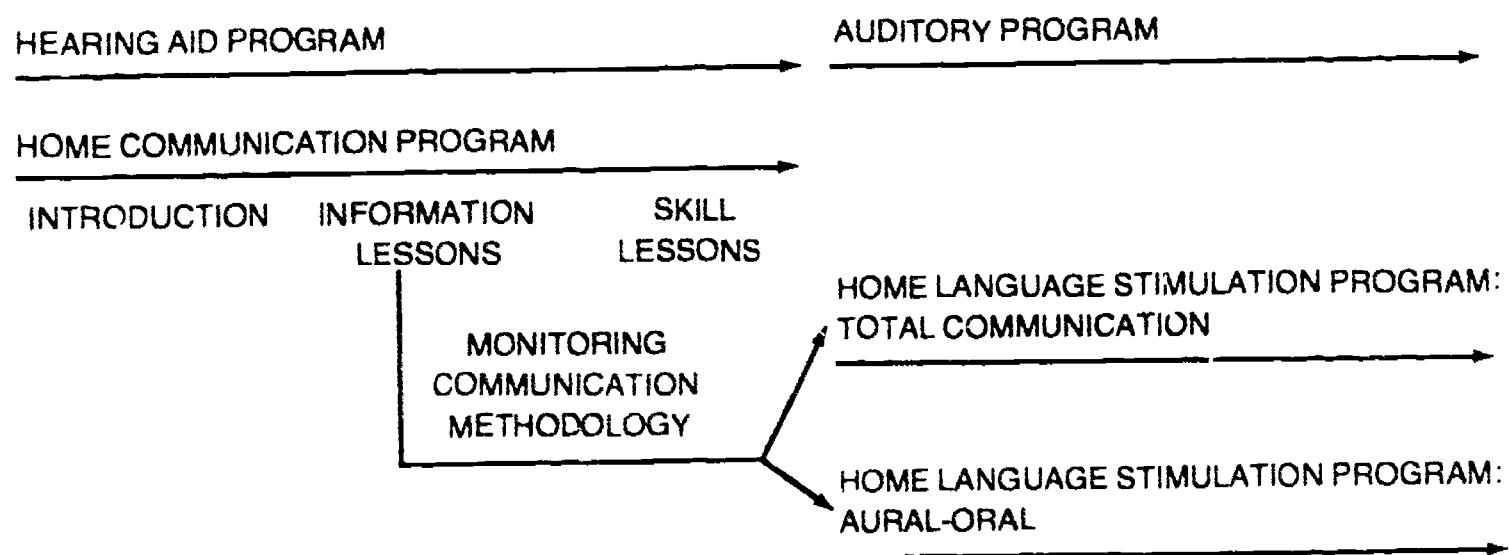 HEARING AID PROGRAM
AUDITORY PROGRAM
HOME COMMUNICATION PROGRAM
INTRODUCTION
INFORMATION
LESSONS
SKILL
LESSONS
MONITORING
COMMUNICATION
METHODOLOGY
HOME LANGUAGE STIMULATION PROGRAM:
TOTAL COMMUNICATION
HOME LANGUAGE STIMULATION PROGRAM:
AURAL-ORAL